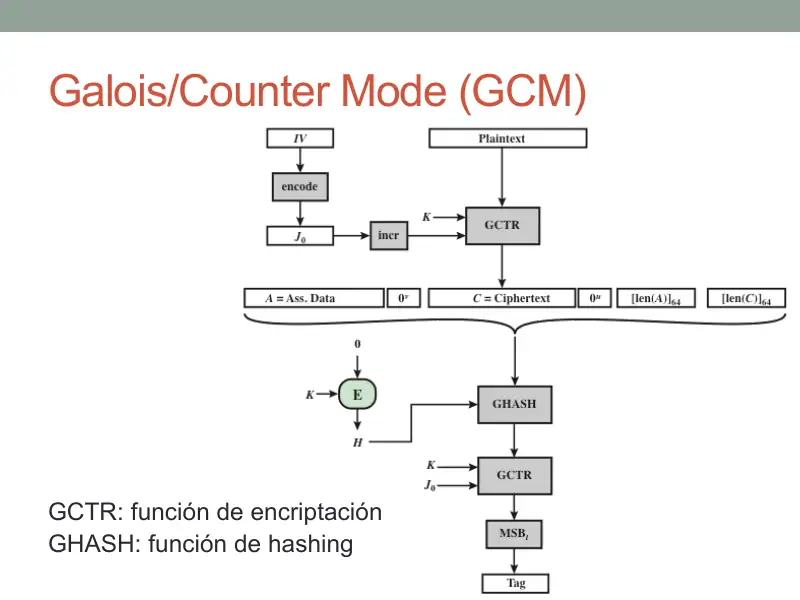 Galois/Counter Mode (GCM)
IV
Plaintext
encode
K
GCTR
J0
incr
A = Ass. Data
0v
C = Ciphertext
0u
[len(A)]64
[len(C)]64
0
K
E
GHASH
H
K
GCTR
J0
GCTR: función de encriptación
MSBt
GHASH: función de hashing
Tag